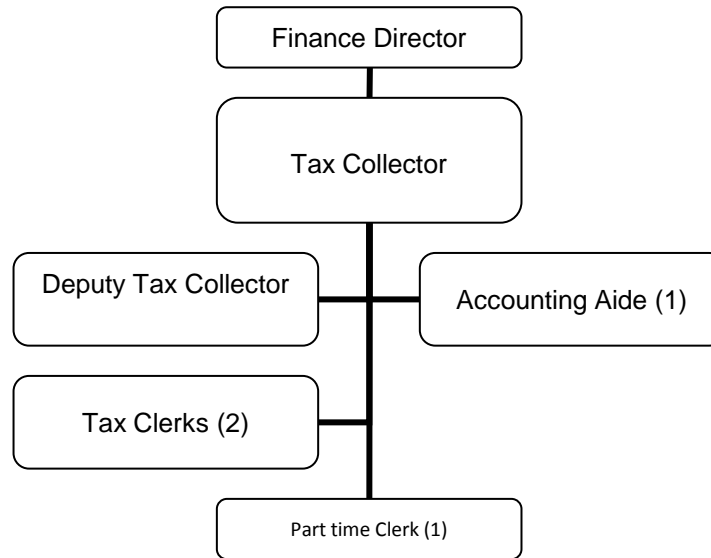 Finance Director
Tax Collector
Deputy Tax Collector
Accounting Aide (1)
Tax Clerks (2)
Part time Clerk (1)